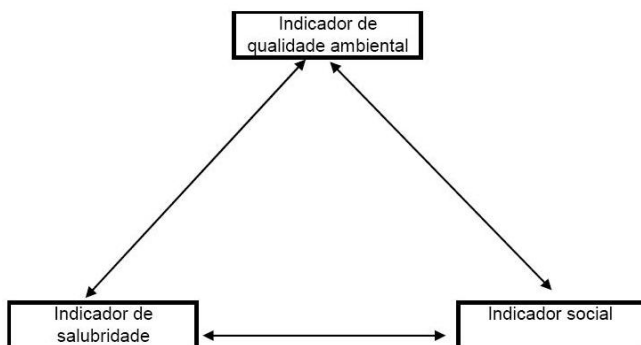 Indicador de
qualidade ambiental
Indicador de
salubridade
Indicador social